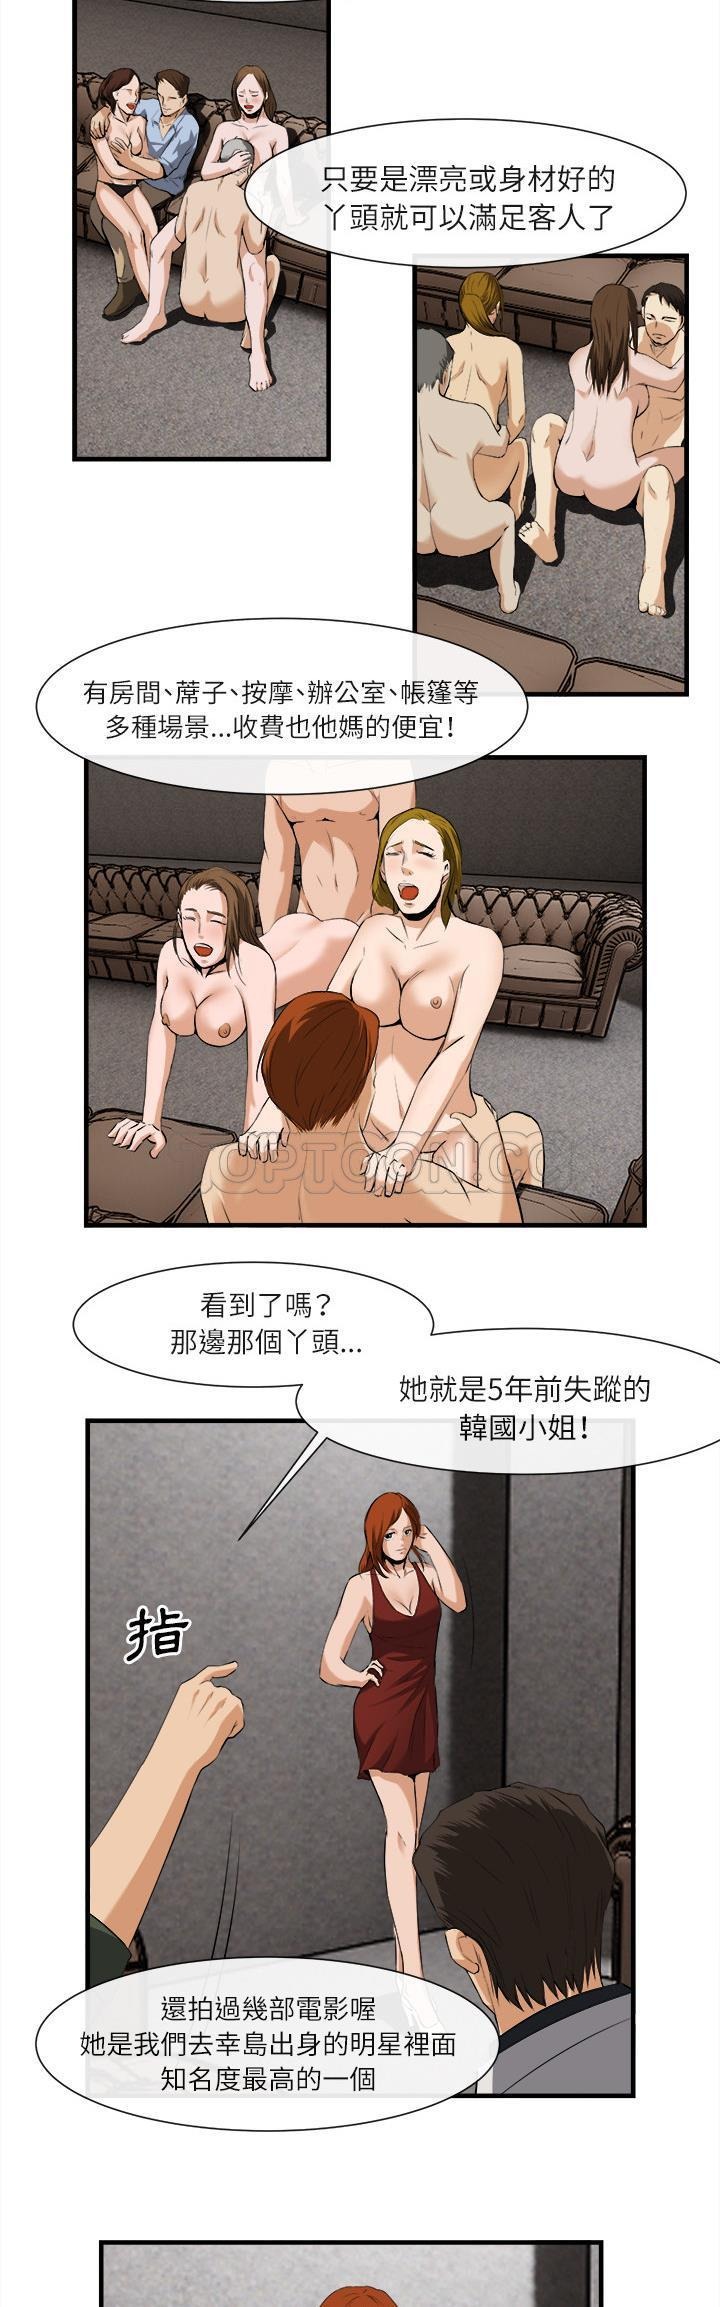 只要是漂亮或身材好的
丫頭就可以滿足客人了
有房間、蓆子、按摩、辦公室、帳篷等
多種場景...收費也他媽的便宜！
TOPTOON.CC
看到了嗎？
那邊那個丫頭...
她就是5年前失蹤的
韓國小姐！
指
還拍過幾部電影喔
她是我們去幸島出身的明星裡面
知名度最高的一個